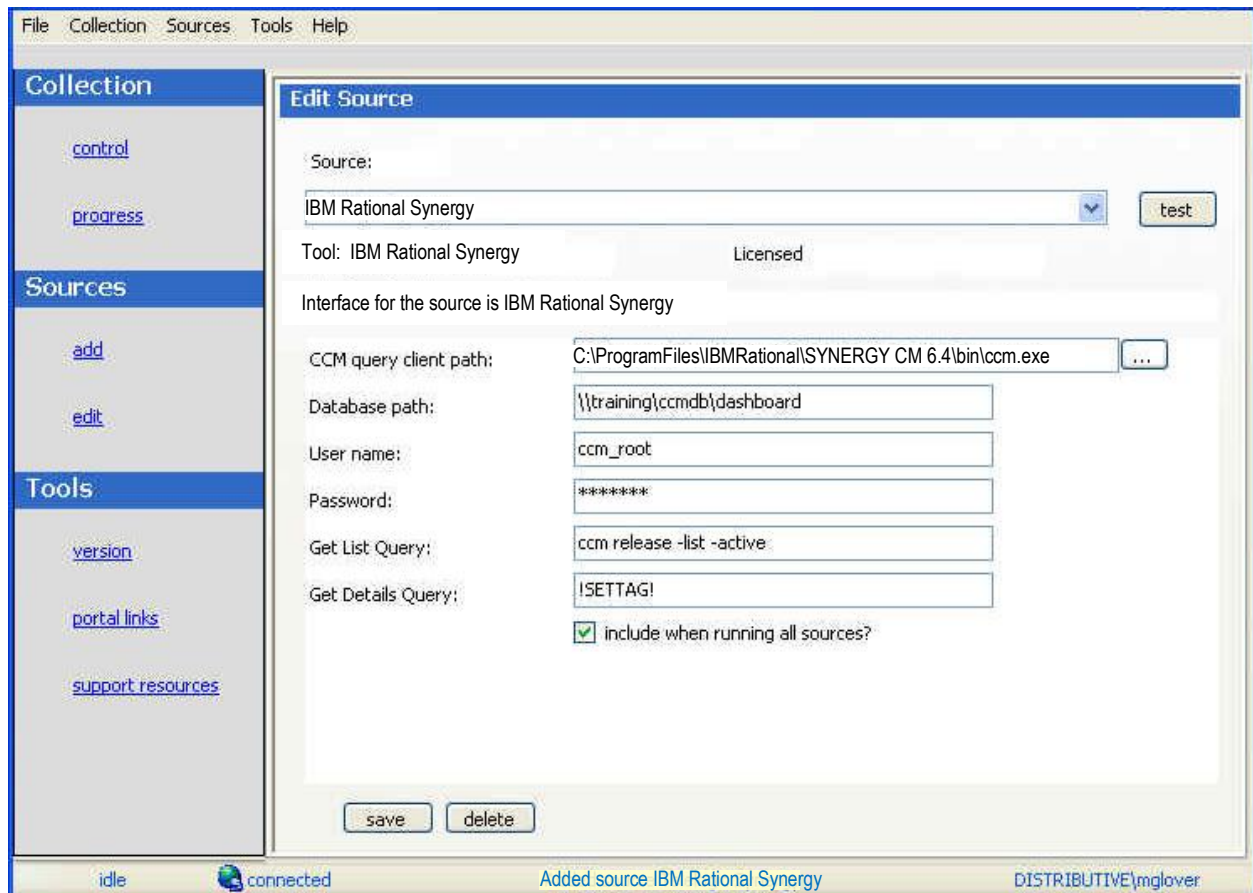 File Collection Sources Tools Help
Collection
control
progress
Sources
add
edit
Tools
version
portal links
support resources
Edit Source
Source:
IBM Rational Synergy
test
Tool: IBM Rational Synergy Licensed
Interface for the source is IBM Rational Synergy
CCM query client path: C:\ProgramFiles\IBMRational\SYNERGY CM 6.4\bin\ccm.exe ...
Database path: \\training\ccmdb\dashboard
User name: ccm_root
Password: *******
Get List Query: ccm release -list -active
Get Details Query: !SETTAG!
include when running all sources?
save delete
idle connected Added source IBM Rational Synergy DISTRIBUTIVE\mglover